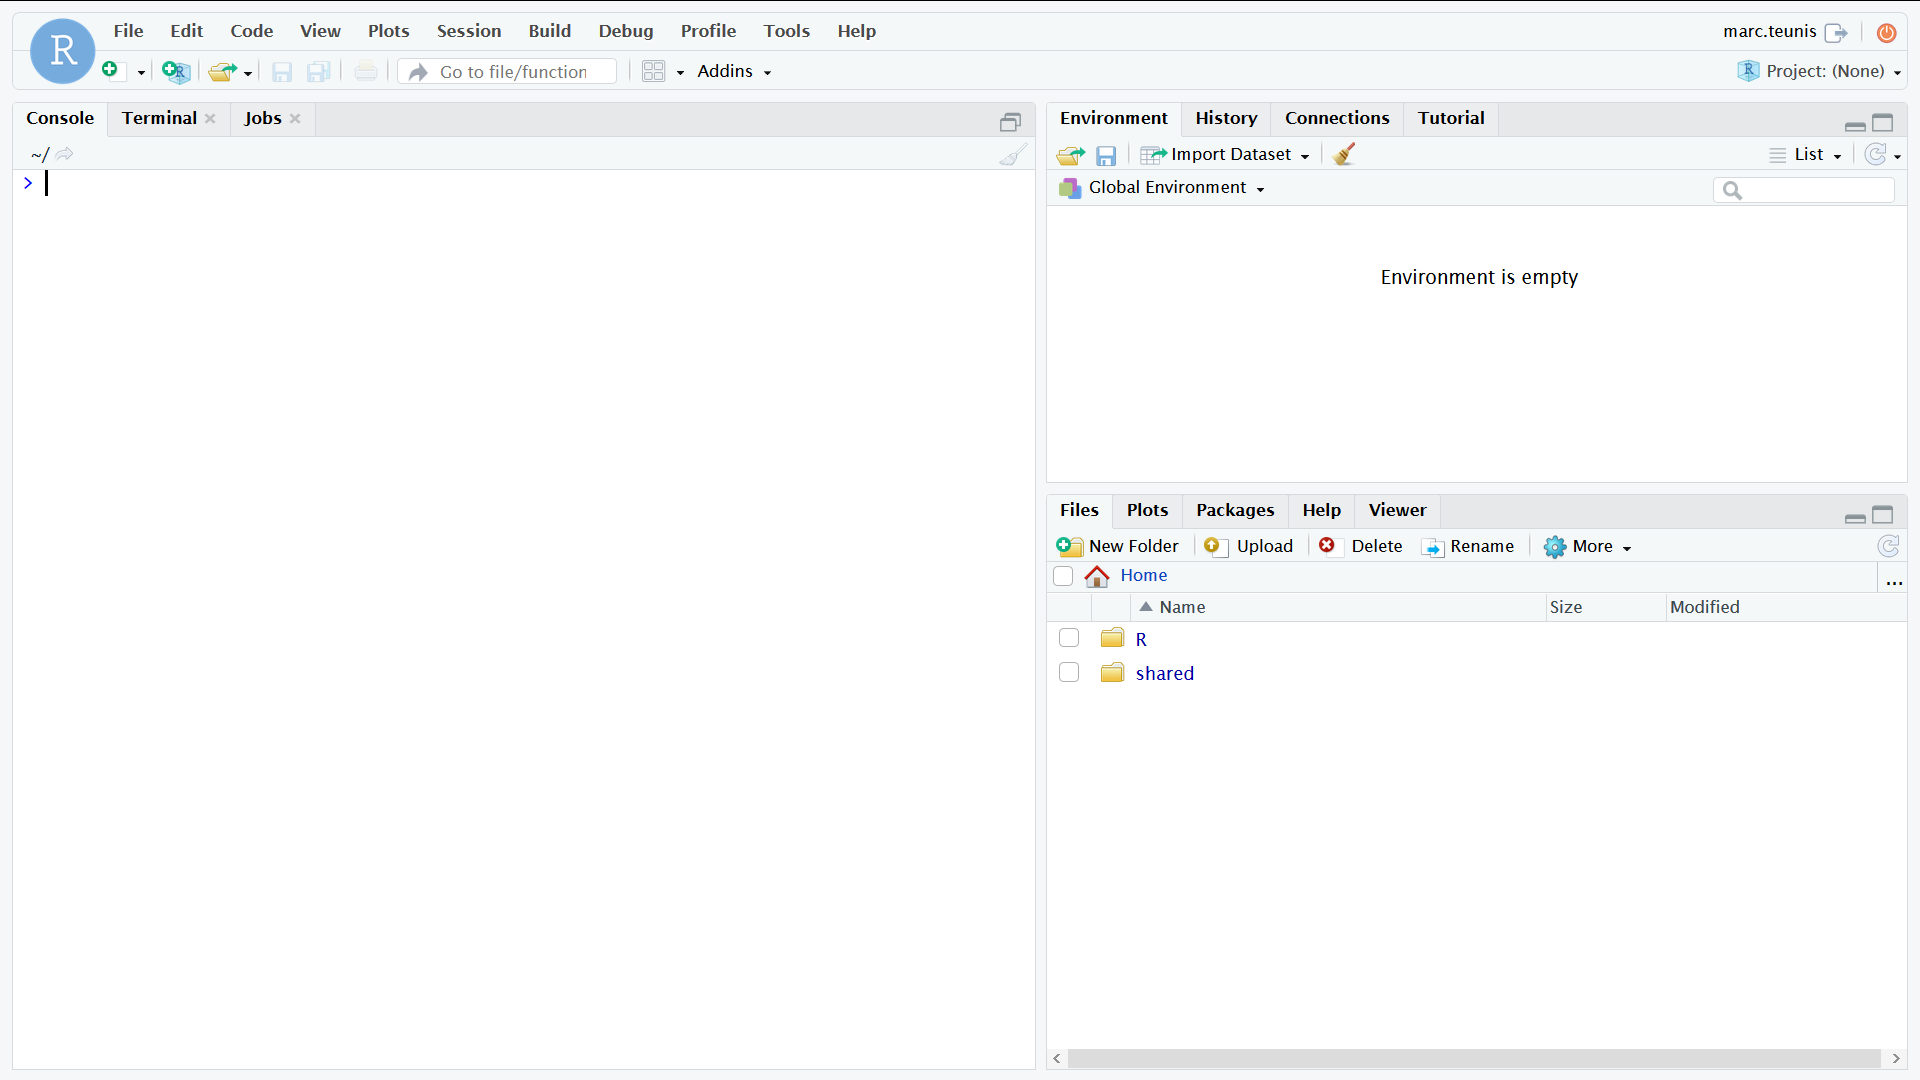 R
File Edit Code View Plots Session Build Debug Profile Tools Help
marc.teunis
R
Go to file/function
Addins
R
Project: (None)
Console Terminal Jobs
~/
>
Environment History Connections Tutorial
Import Dataset
List
Global Environment
Environment is empty
Files Plots Packages Help Viewer
New Folder Upload Delete Rename More
Home
...
Name Size Modified
R
shared